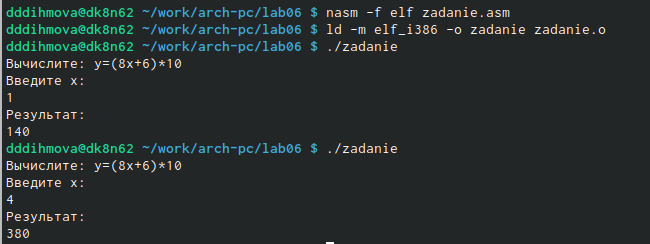 dddihmova@dk8n62 ~/work/arch-pc/lab06 $ nasm -f elf zadanie.asm
dddihmova@dk8n62 ~/work/arch-pc/lab06 $ ld -m elf_i386 -o zadanie zadanie.o
dddihmova@dk8n62 ~/work/arch-pc/lab06 $ ./zadanie
Вычислите: y=(8x+6)*10
Введите x:
1
Результат:
140
dddihmova@dk8n62 ~/work/arch-pc/lab06 $ ./zadanie
Вычислите: y=(8x+6)*10
Введите x:
4
Результат:
380